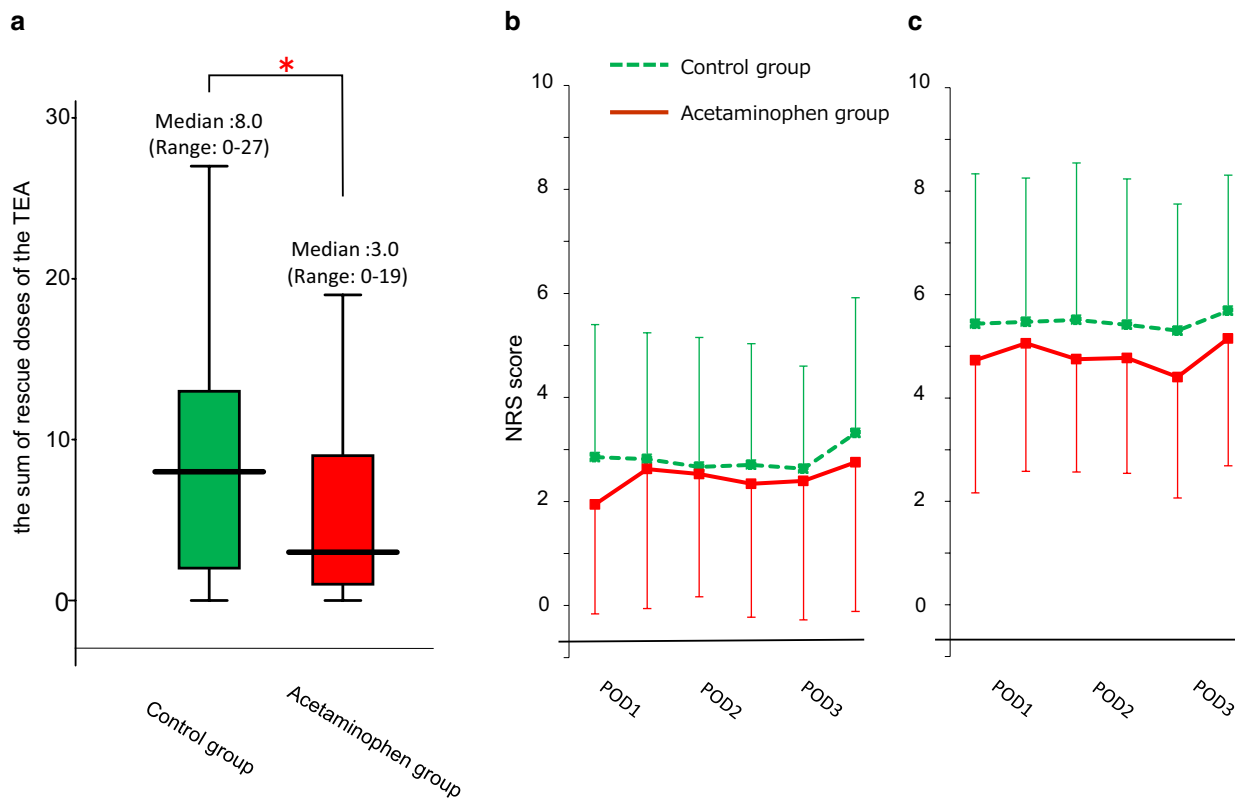 a
*
Median :8.0
(Range: 0-27)
Median :3.0
(Range: 0-19)
the sum of rescue doses of the TEA
30
20
10
0
Control group
Acetaminophen group
b
Control group
Acetaminophen group
NRS score
10
8
6
4
2
0
POD1
POD2
POD3
c
10
8
6
4
2
0
POD1
POD2
POD3